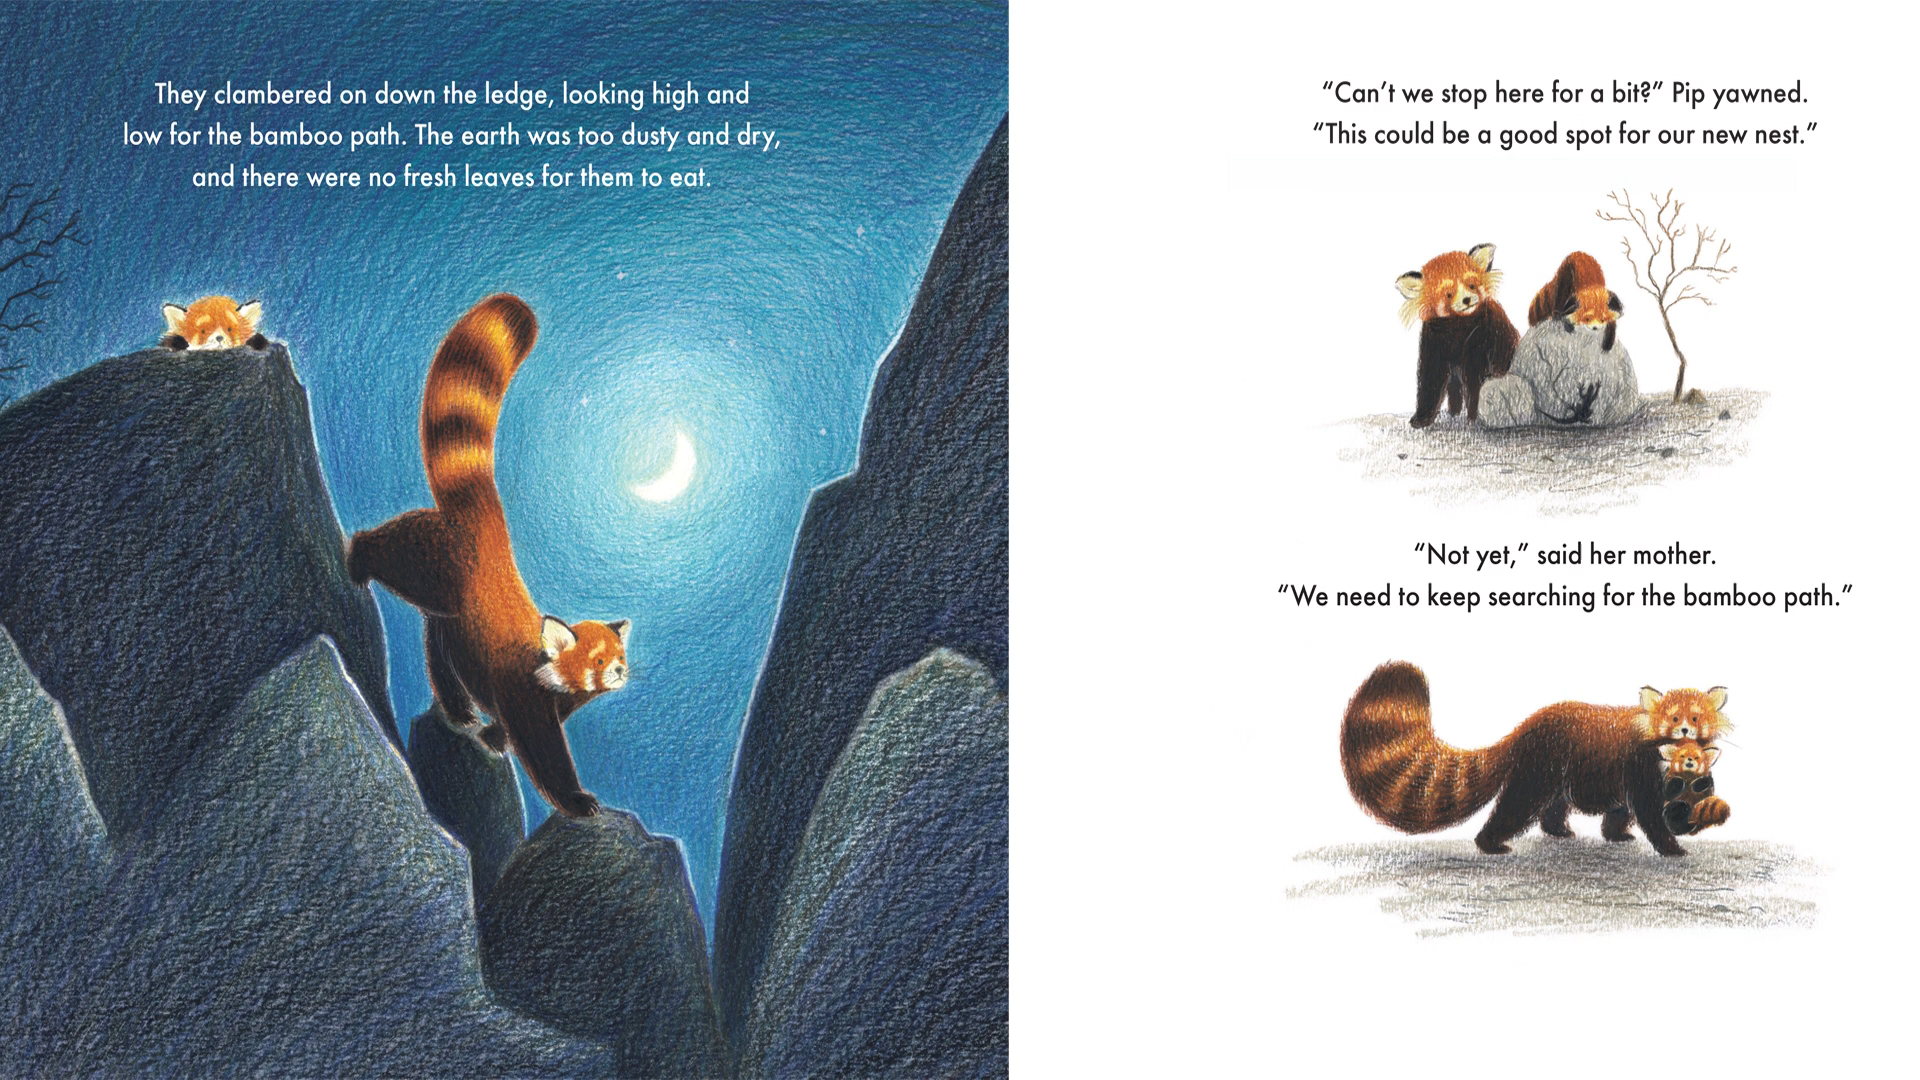 They clambered on down the ledge, looking high and
low for the bamboo path. The earth was too dusty and dry,
and there were no fresh leaves for them to eat.
“Can’t we stop here for a bit?” Pip yawned.
“This could be a good spot for our new nest.”
“Not yet,” said her mother.
“We need to keep searching for the bamboo path.”